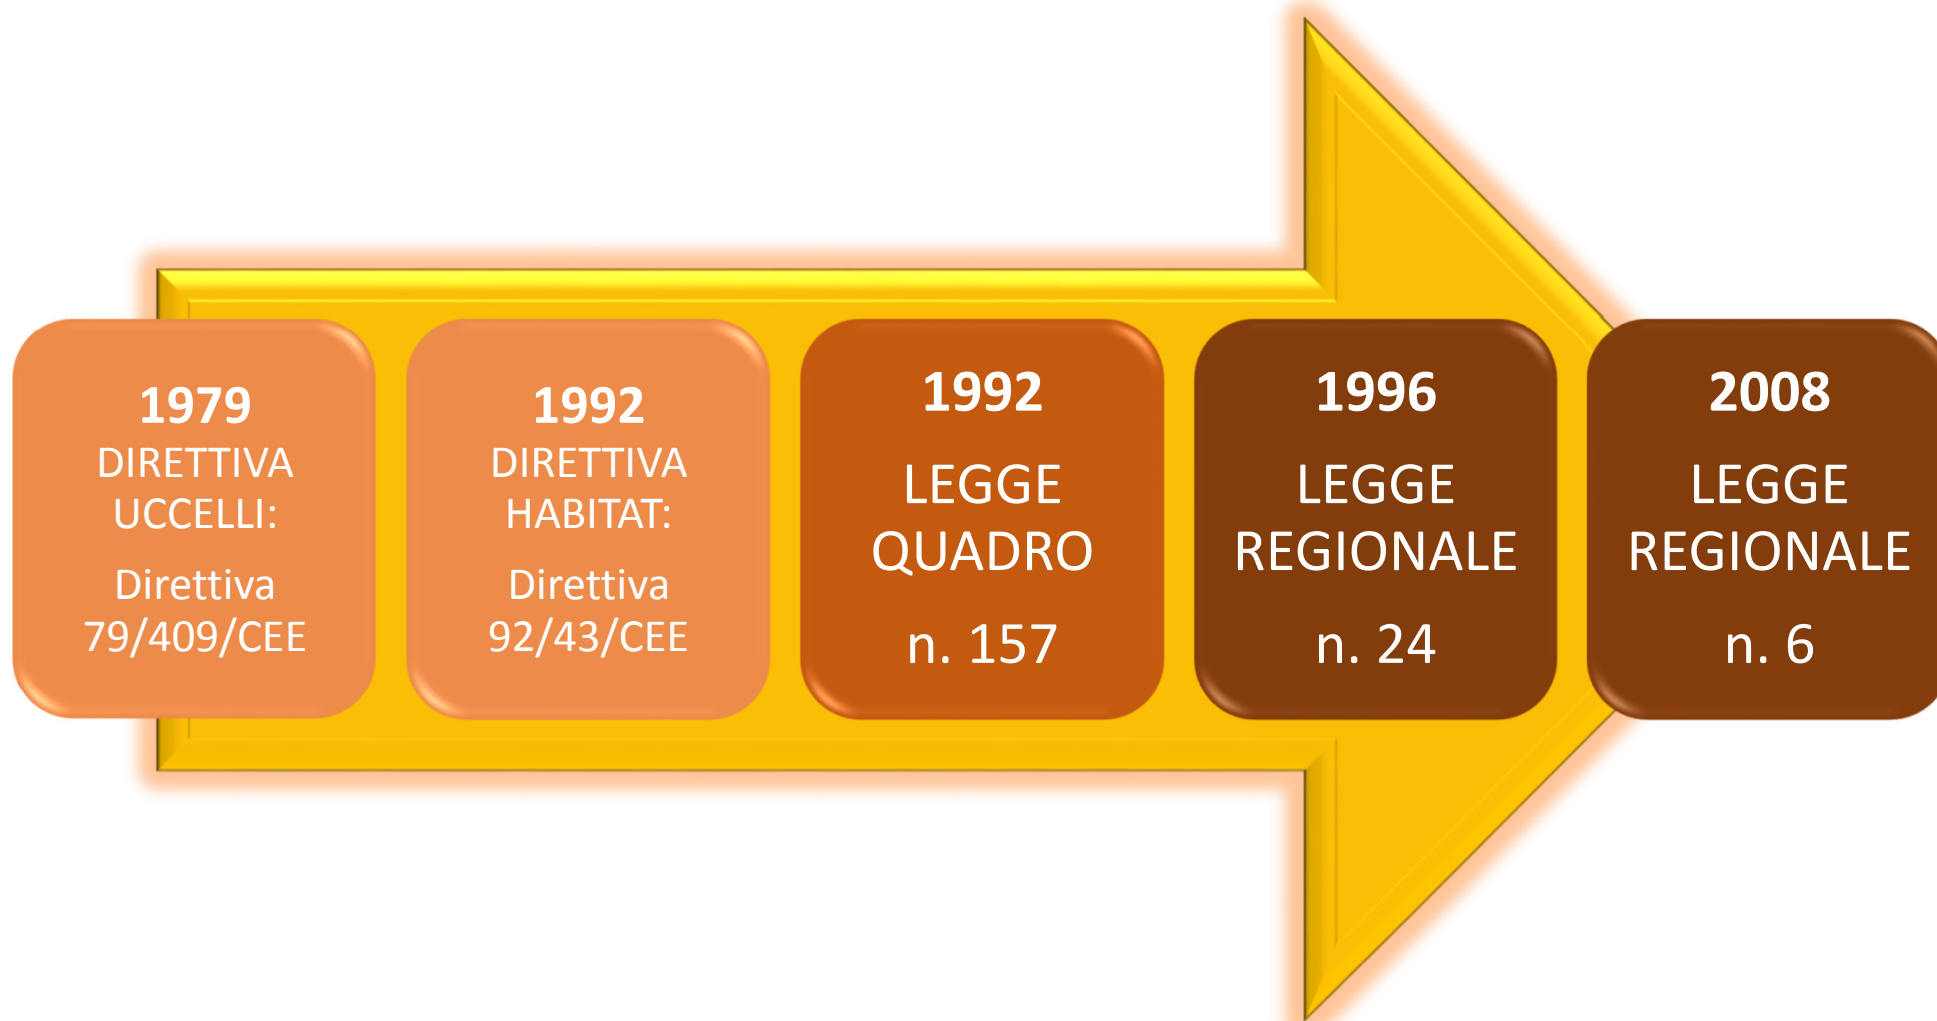 1979
DIRETTIVA
UCCELLI:
Direttiva
79/409/CEE
1992
DIRETTIVA
HABITAT:
Direttiva
92/43/CEE
1992
LEGGE
QUADRO
n. 157
1996
LEGGE
REGIONALE
n. 24
2008
LEGGE
REGIONALE
n. 6